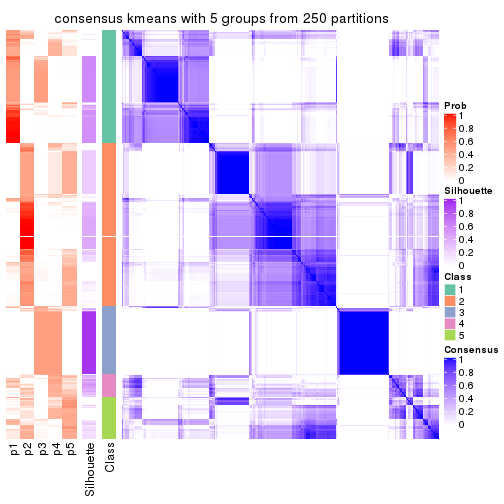 consensus kmeans with 5 groups from 250 partitions
Prob
1
0.8
0.6
0.4
0.2
0
Silhouette
1
0.8
0.6
0.4
0.2
0
Class
1
2
3
4
5
Consensus
1
0.8
0.6
0.4
0.2
0
p1
p2
p3
p4
p5
Silhouette
Class